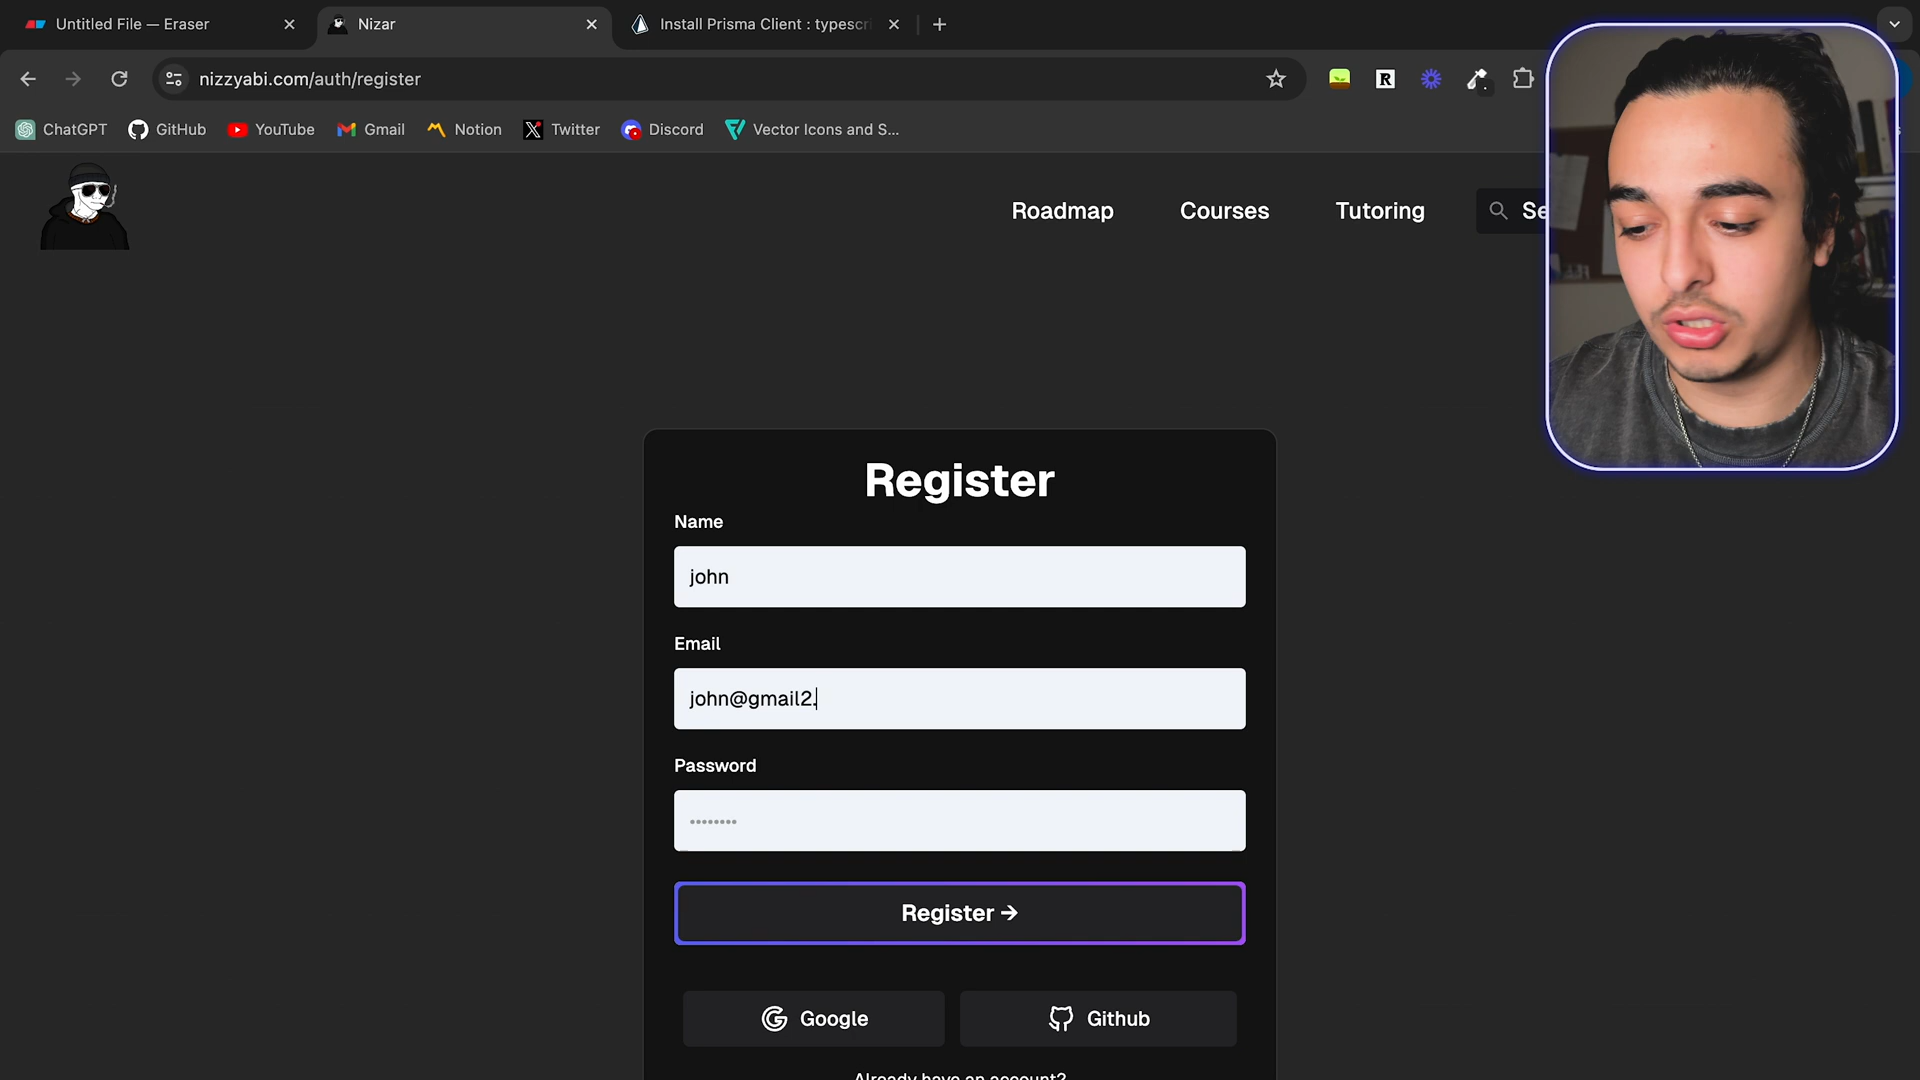 Untitled File — Eraser
Nizar
Install Prisma Client : typescri
nizzyabi.com/auth/register
ChatGPT
GitHub
YouTube
Gmail
Notion
Twitter
Discord
Vector Icons and S...
Roadmap
Courses
Tutoring
Se
Register
Name
john
Email
john@gmail2.
Password
Register →
Google
Github
Already have an account?